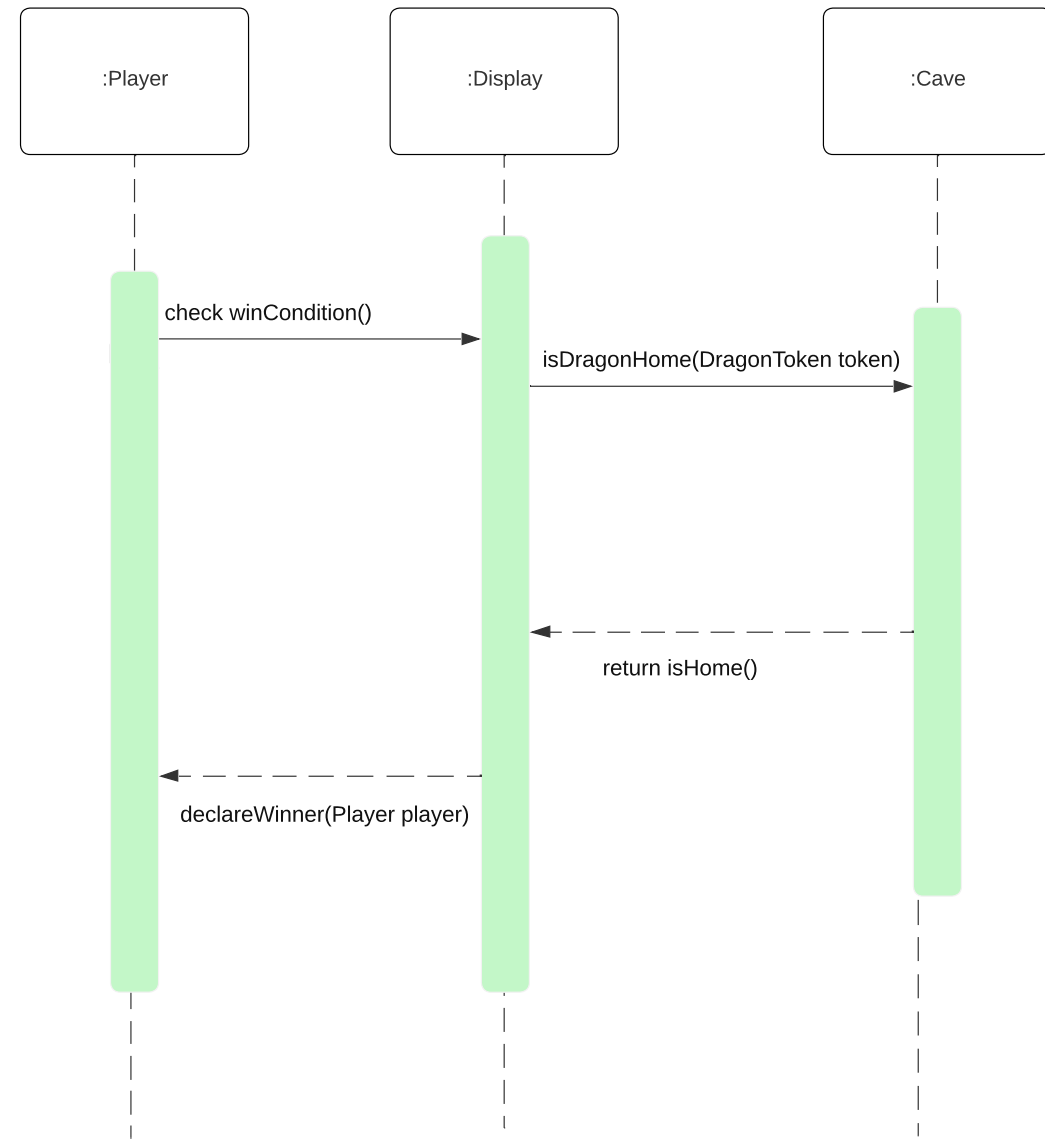 :Player
:Display
:Cave
check winCondition()
isDragonHome(DragonToken token)
return isHome()
declareWinner(Player player)